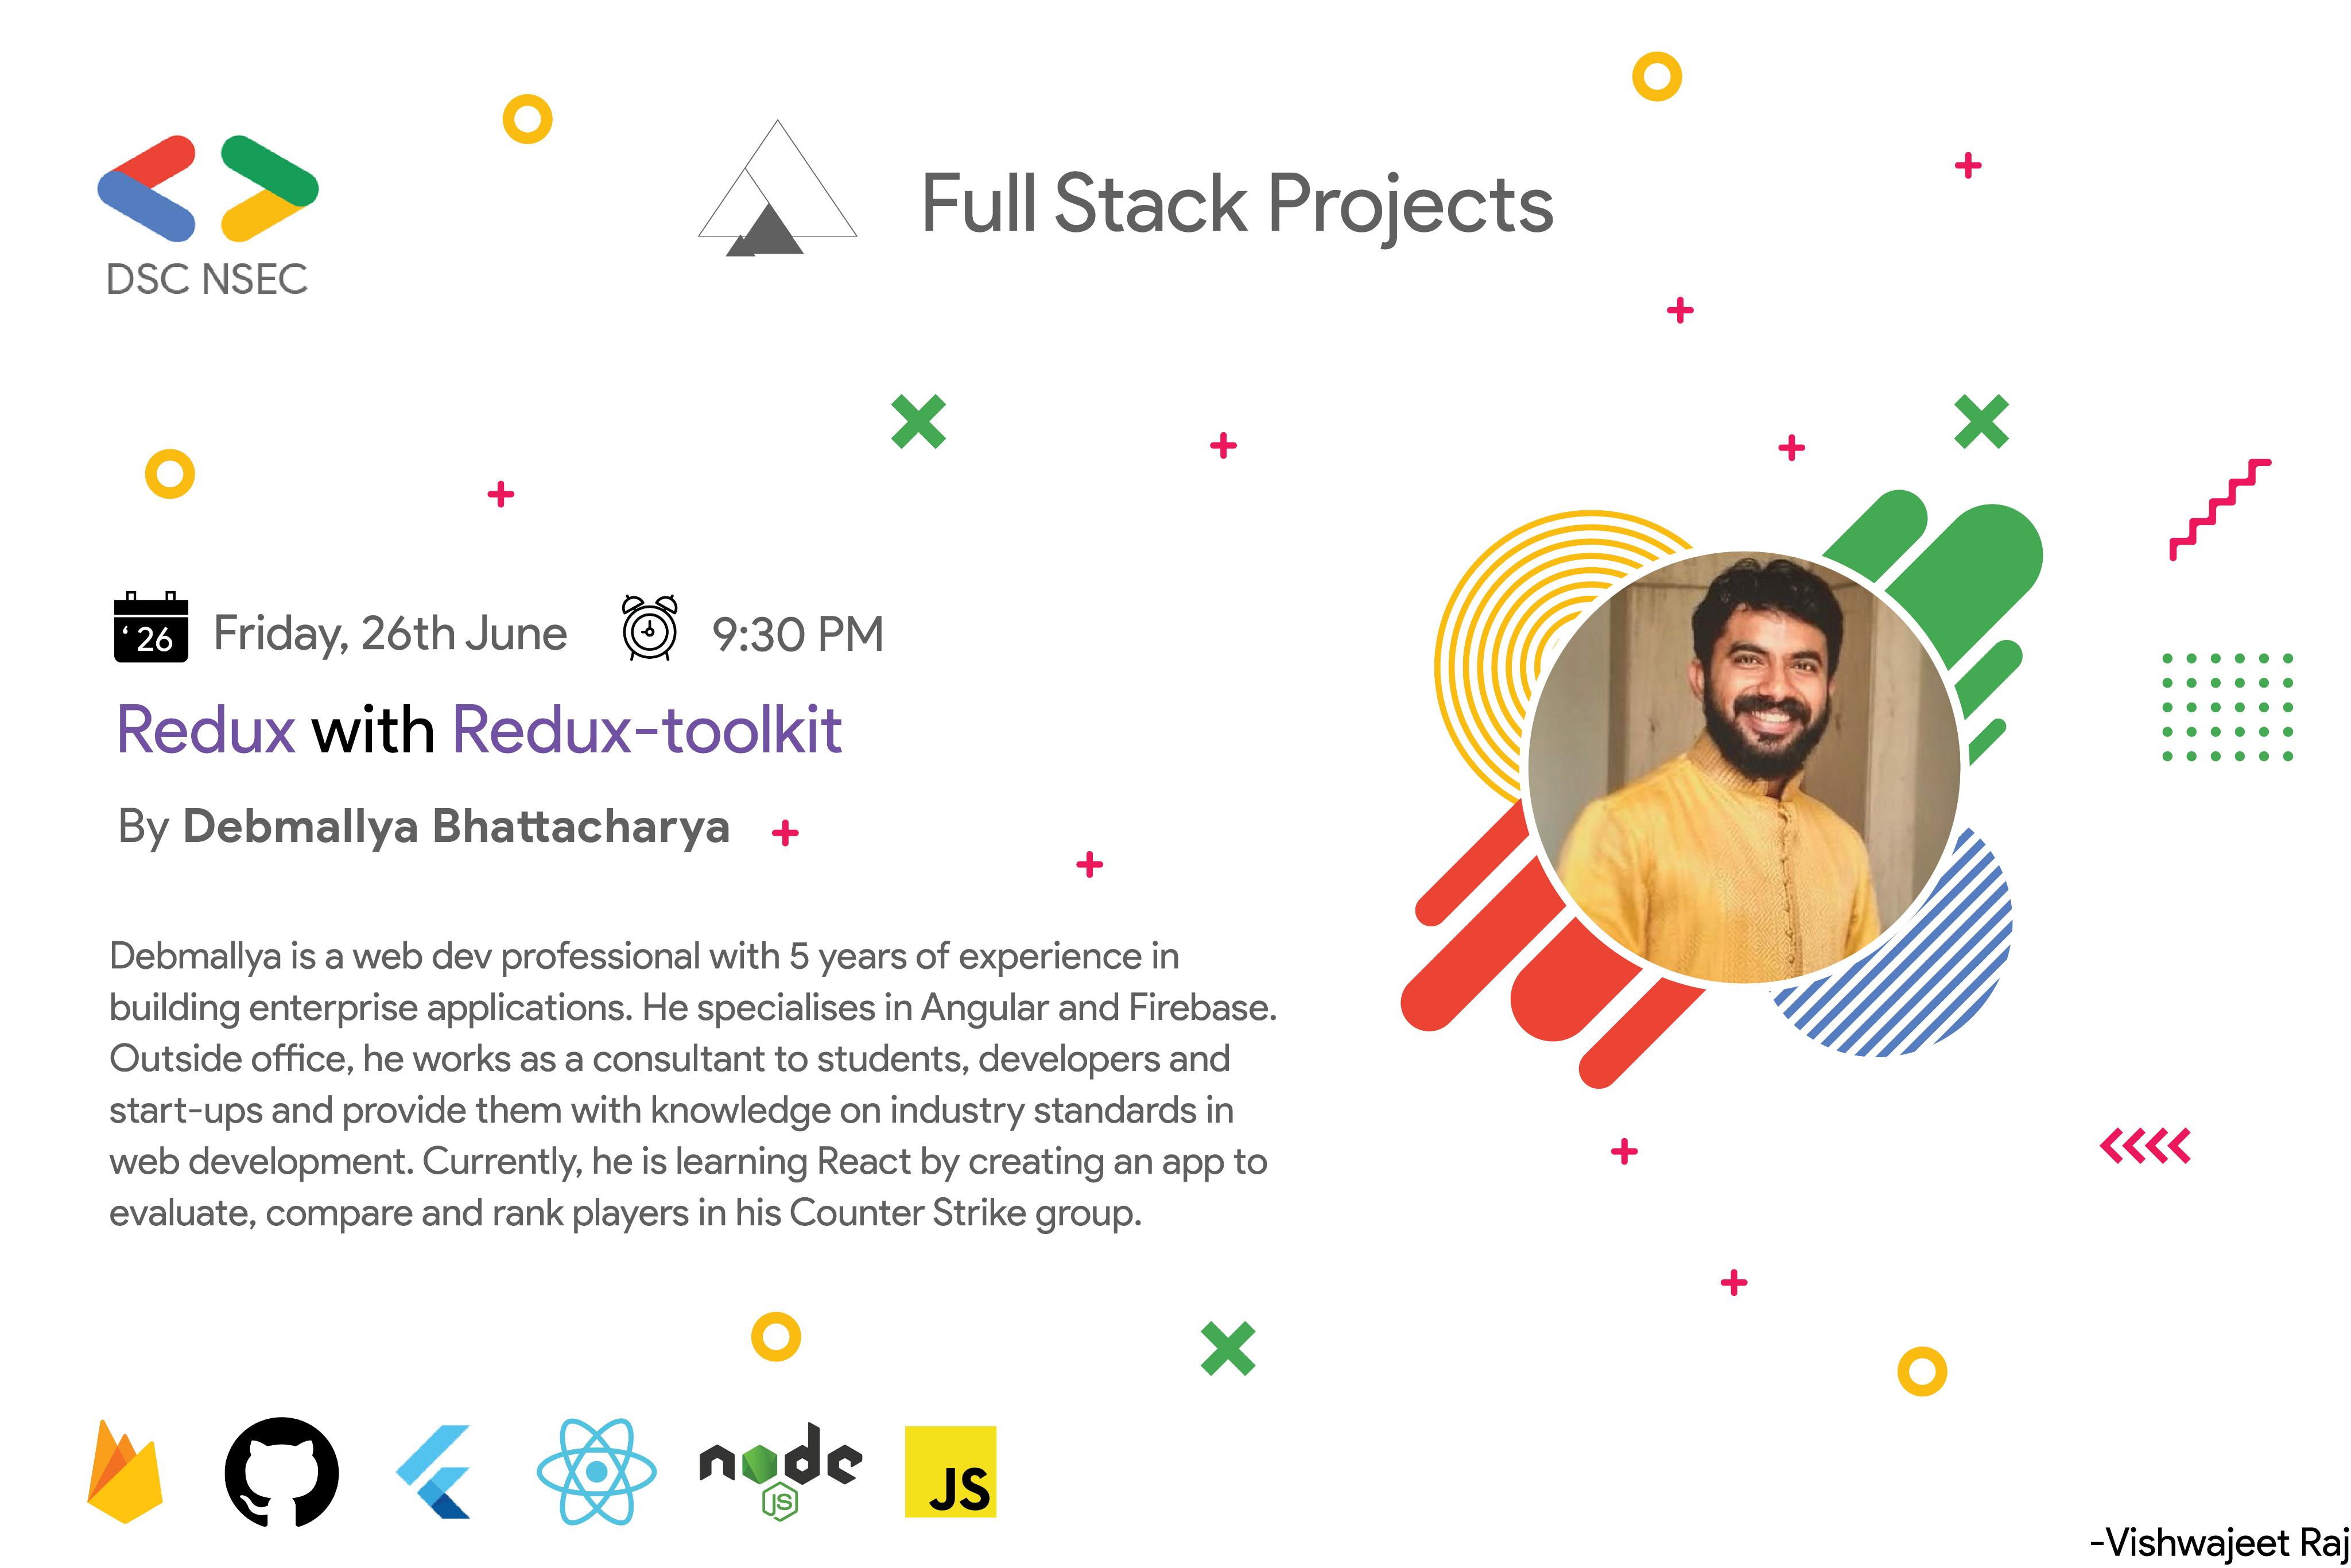 DSC NSEC
Full Stack Projects
‘ 26
Friday, 26th June
9:30 PM
Redux with Redux-toolkit
By Debmallya Bhattacharya
Debmallya is a web dev professional with 5 years of experience in
building enterprise applications. He specialises in Angular and Firebase.
Outside office, he works as a consultant to students, developers and
start-ups and provide them with knowledge on industry standards in
web development. Currently, he is learning React by creating an app to
evaluate, compare and rank players in his Counter Strike group.
node
JS
JS
-Vishwajeet Raj